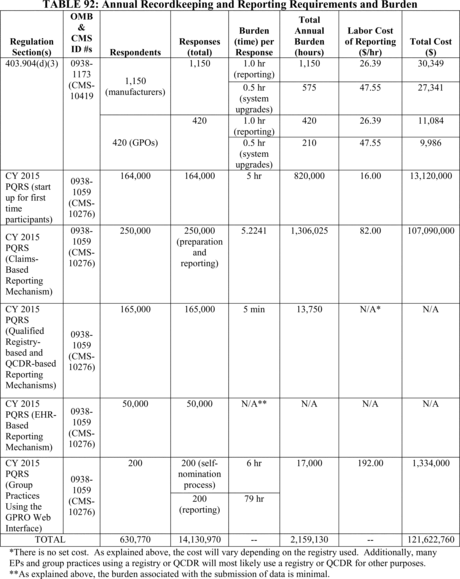 TABLE 92: Annual Recordkeeping and Reporting Requirements and Burden
Regulation Section(s) OMB & CMS ID #s Respondents Responses (total) Burden (time) per Response Total Annual Burden (hours) Labor Cost of Reporting ($/hr) Total Cost ($)
403.904(d)(3) 0938-1173 (CMS-10419 1,150 (manufacturers) 1,150 1.0 hr (reporting) 1,150 26.39 30,349
0.5 hr (system upgrades) 575 47.55 27,341
420 (GPOs) 420 1.0 hr (reporting) 420 26.39 11,084
0.5 hr (system upgrades) 210 47.55 9,986
CY 2015 PQRS (start up for first time participants) 0938-1059 (CMS-10276) 164,000 164,000 5 hr 820,000 16.00 13,120,000
CY 2015 PQRS (Claims-Based Reporting Mechanism) 0938-1059 (CMS-10276) 250,000 250,000 (preparation and reporting) 5.2241 1,306,025 82.00 107,090,000
CY 2015 PQRS (Qualified Registry-based and QCDR-based Reporting Mechanisms) 0938-1059 (CMS-10276) 165,000 165,000 5 min 13,750 N/A* N/A
CY 2015 PQRS (EHR-Based Reporting Mechanism) 0938-1059 (CMS-10276) 50,000 50,000 N/A** N/A N/A N/A
CY 2015 PQRS (Group Practices Using the GPRO Web Interface) 0938-1059 (CMS-10276) 200 200 (self-nomination process) 6 hr 17,000 192.00 1,334,000
200 (reporting) 79 hr
TOTAL 630,770 14,130,970 -- 2,159,130 -- 121,622,760
*There is no set cost. As explained above, the cost will vary depending on the registry used. Additionally, many
EPs and group practices using a registry or QCDR will most likely use a registry or QCDR for other purposes.
**As explained above, the burden associated with the submission of data is minimal.